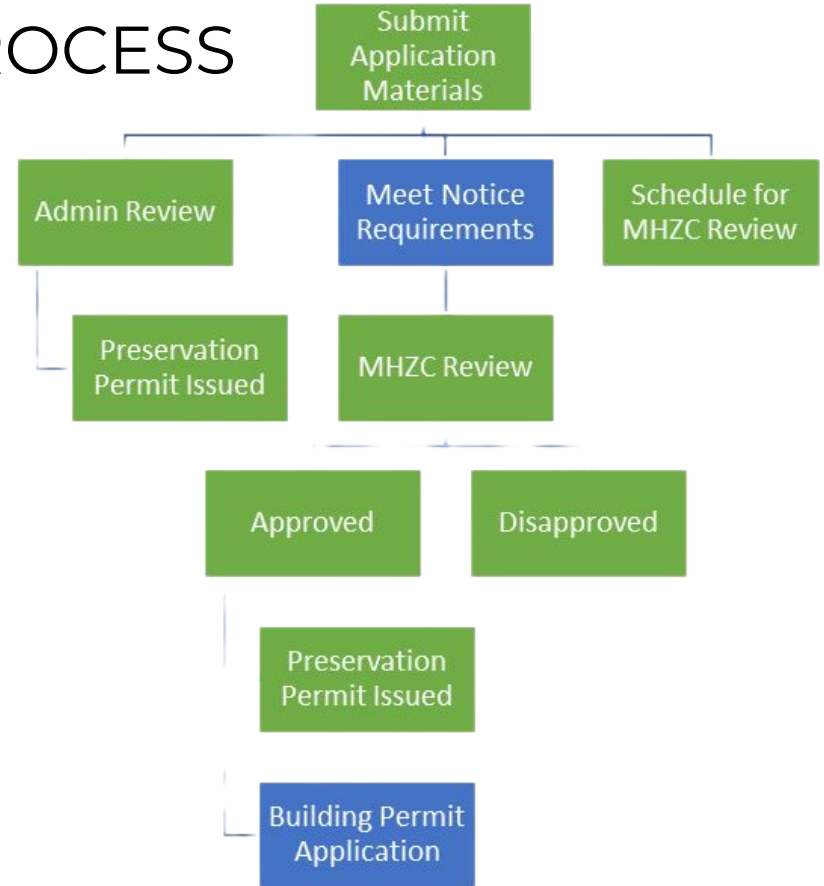 ROCESS
Submit
Application
Materials
Admin Review
Meet Notice
Requirements
Schedule for
MHZC Review
Preservation
Permit Issued
MHZC Review
Approved
Disapproved
Preservation
Permit Issued
Building Permit
Application